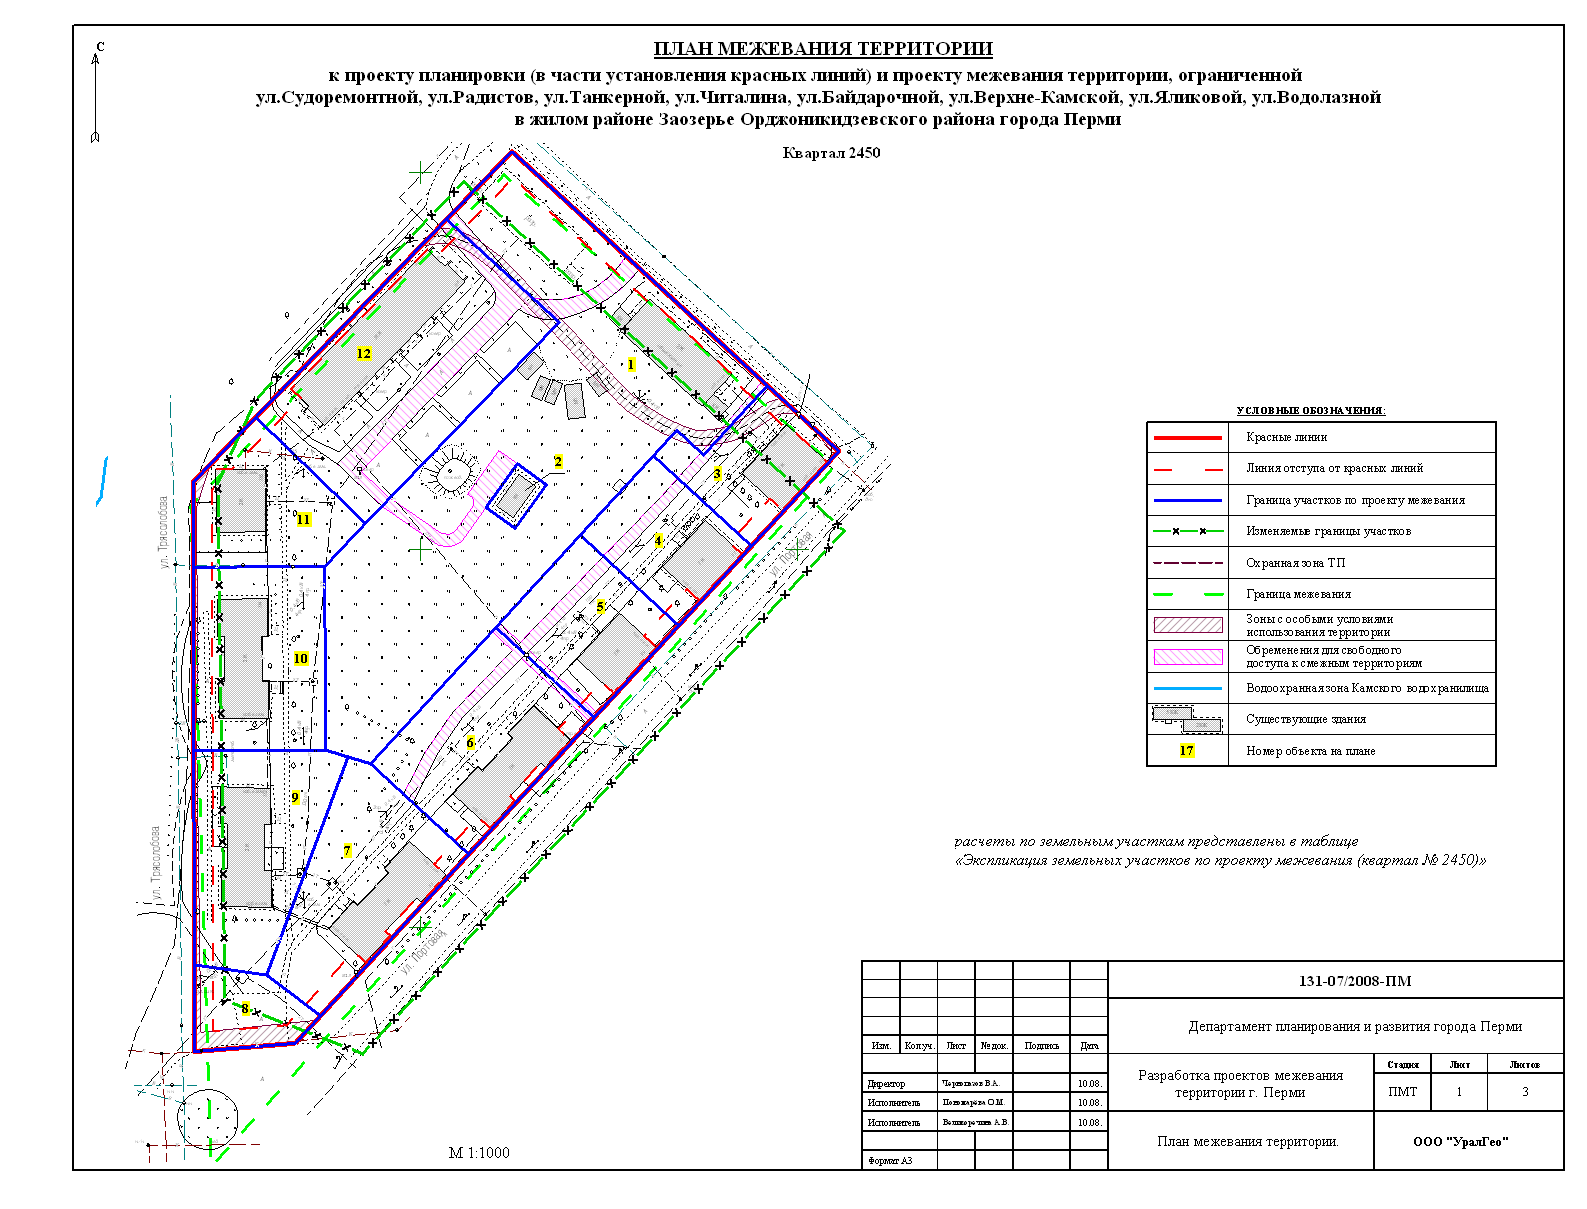 С
ПЛАН МЕЖЕВАНИЯ ТЕРРИТОРИИ
к проекту планировки (в части установления красных линий) и проекту межевания территории, ограниченной
ул.Судоремонтной, ул.Радистов, ул.Танкерной, ул.Читалина, ул.Байдарочной, ул.Верхне-Камской, ул.Яликовой, ул.Водолазной
в жилом районе Заозерье Орджоникидзевского района города Перми
Квартал 2450
12
1
2
3
11
4
5
10
6
9
7
8
ул. Трясолобова
ул. Трясолобова
ул. Портовая
ул. Портовая
УСЛОВНЫЕ ОБОЗНАЧЕНИЯ:
Красные линии
Линия отступа от красных линий
Граница участков по проекту межевания
Изменяемые границы участков
Охранная зона ТП
Граница межевания
Зоны с особыми условиями
использования территории
Обременения для свободного
доступа к смежным территориям
Водоохранная зона Камского водохранилища
Существующие здания
17 Номер объекта на плане
расчеты по земельным участкам представлены в таблице
«Экспликация земельных участков по проекту межевания (квартал № 2450)»
М 1:1000
131-07/2008-ПМ
Департамент планирования и развития города Перми
Изм. Кол.уч. Лист №док. Подпись Дата
Директор 10.08.
Исполнитель Пономарёва О.М. 10.08.
Исполнитель Великоречина А.В. 10.08.
Формат А3
Разработка проектов межевания
территории г. Перми
Стадия Лист Листов
ПМТ 1 3
План межевания территории.
ООО "УралГео"